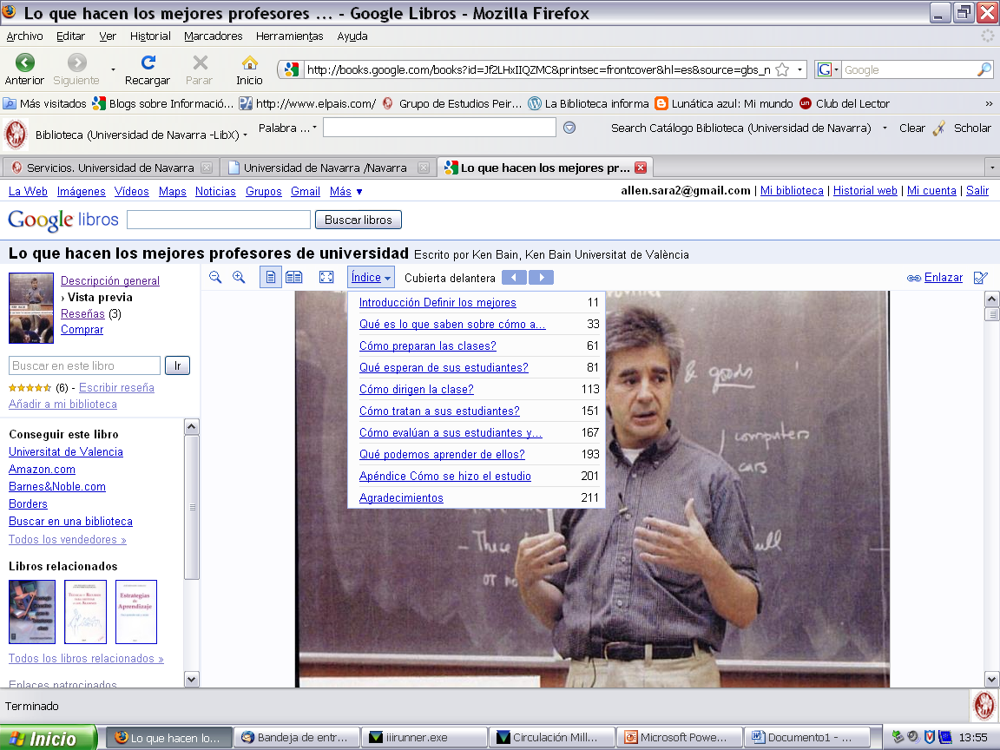 Lo que hacen los mejores profesores ... - Google Libros - Mozilla Firefox
Archivo Editar Ver Historial Marcadores Herramientas Ayuda
Anterior Siguiente Recargar Parar Inicio
http://books.google.com/books?id=Jf2LHxIIQZMC&printsec=frontcover&hl=es&source=gbs_n
G Google
Más visitados Blogs sobre Informació... http://www.elpais.com/ Grupo de Estudios Peir... La Biblioteca informa Lunática azul: Mi mundo Club del Lector »
Biblioteca (Universidad de Navarra -LibX) Palabra ... Search Catálogo Biblioteca (Universidad de Navarra) Clear Scholar
Servicios. Universidad de Navarra Universidad de Navarra /Navarra Lo que hacen los mejores pr...
La Web Imágenes Vídeos Maps Noticias Grupos Gmail Más ▼ allen.sara2@gmail.com | Mi biblioteca | Historial web | Mi cuenta | Salir
Google libros Buscar libros
Lo que hacen los mejores profesores de universidad Escrito por Ken Bain, Ken Bain Universitat de València
Índice Cubierta delantera Enlazar
Descripción general
› Vista previa
Reseñas (3)
Comprar
Buscar en este libro Ir
(6) - Escribir reseña
Añadir a mi biblioteca
Conseguir este libro
Universitat de Valencia
Amazon.com
Barnes&Noble.com
Borders
Buscar en una biblioteca
Todos los vendedores »
Libros relacionados
Estrategias de Aprendizaje
Todos los libros relacionados »
Enlaces patrocinados
Introducción Definir los mejores 11
Qué es lo que saben sobre cómo a... 33
Cómo preparan las clases? 61
Qué esperan de sus estudiantes? 81
Cómo dirigen la clase? 113
Cómo tratan a sus estudiantes? 151
Cómo evalúan a sus estudiantes y... 167
Qué podemos aprender de ellos? 193
Apéndice Cómo se hizo el estudio 201
Agradecimientos 211
& goods
computers
cars
- These
or no
Terminado
Inicio Lo que hacen lo... Bandeja de entr... iiirunner.exe Circulación Mill... Microsoft Powe... Documento1 - ... 13:55